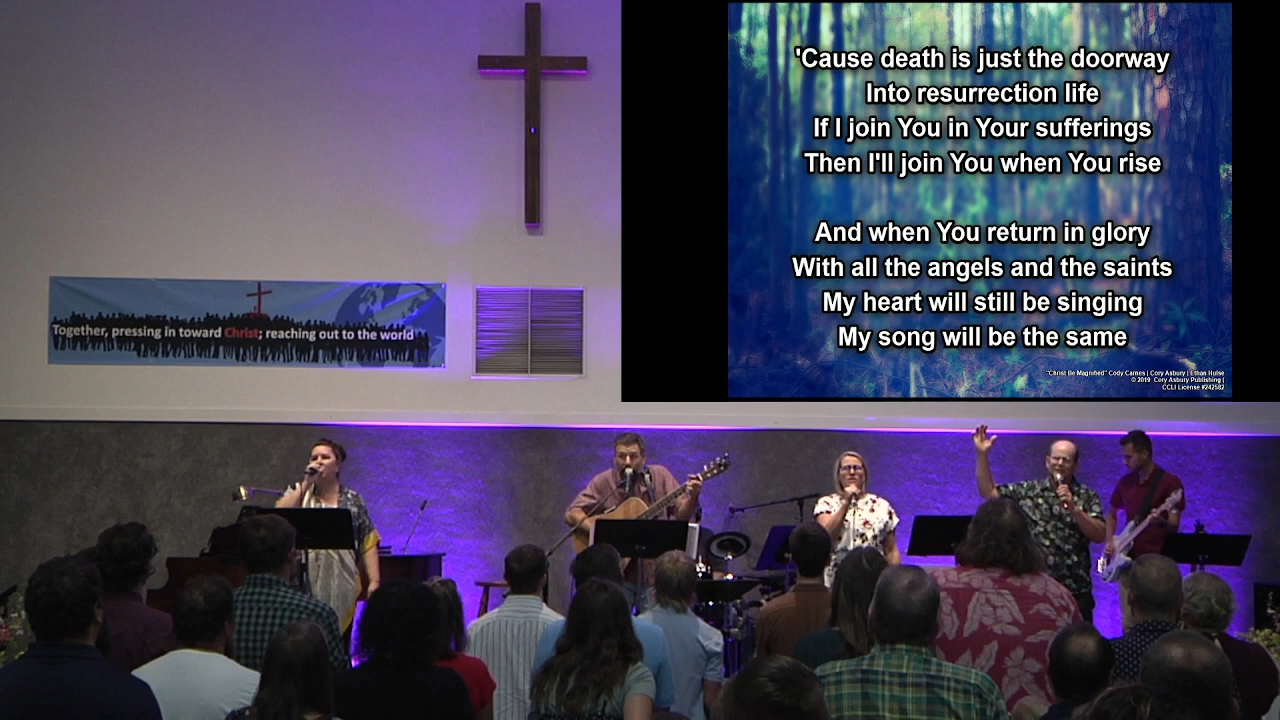 'Cause death is just the doorway
Into resurrection life
If I join You in Your sufferings
Then I'll join You when You rise
And when You return in glory
With all the angels and the saints
My heart will still be singing
My song will be the same
"Christ Be Magnified" Cody Carnes | Cory Asbury | Ethan Hulse
© 2019 Cory Asbury Publishing (
CCLI License #242582
Together, pressing in toward Christ; reaching out to the world